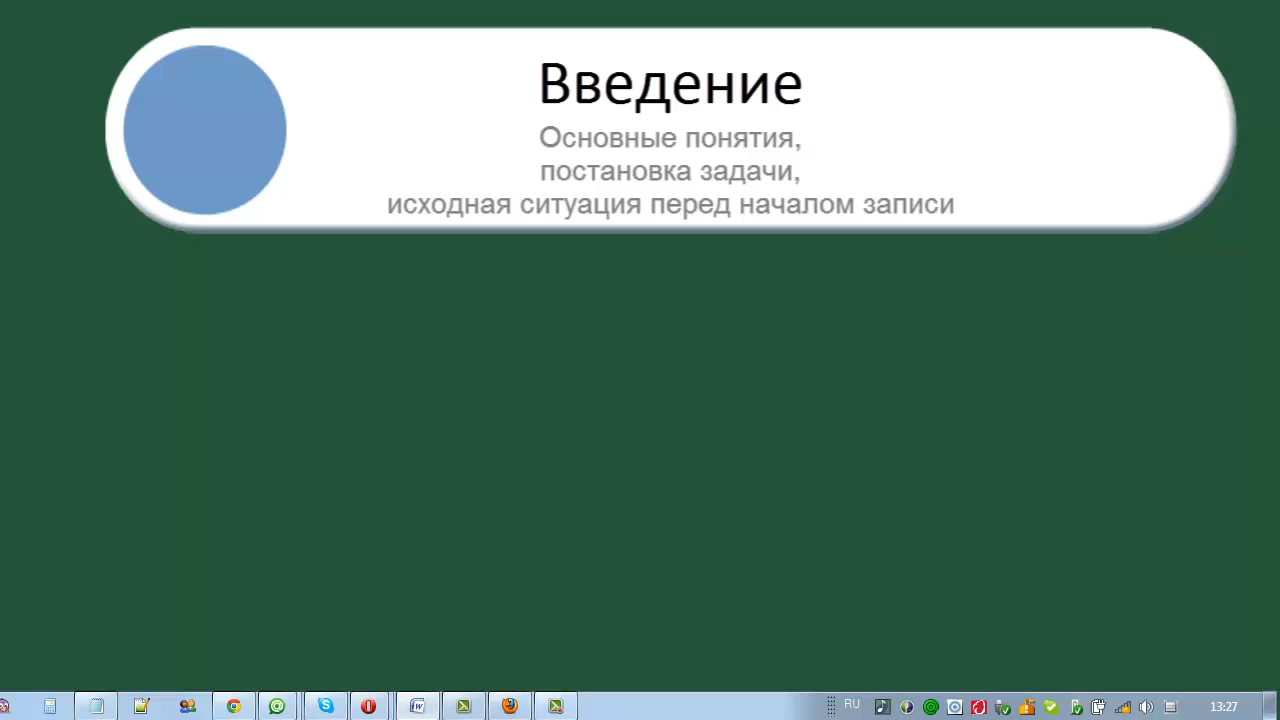 Введение
Основные понятия,
постановка задачи,
исходная ситуация перед началом записи
RU
13:27